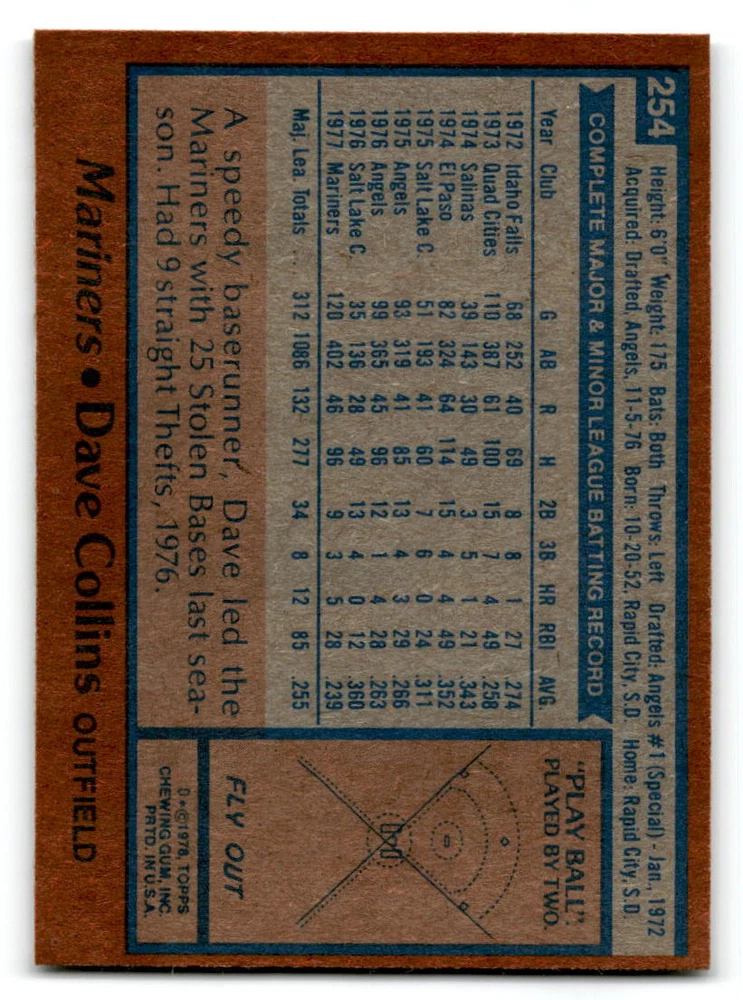 254
Height: 6'0" Weight: 175 Bats: Both Throws: Left Drafted: Angels #1 (Special) - Jan., 1972
Acquired: Drafted, Angels, 11-5-76 Born: 10-20-52, Rapid City, S.D. Home: Rapid City, S.D.
COMPLETE MAJOR & MINOR LEAGUE BATTING RECORD
Year Club G AB R H 2B 3B HR RBI AVG.
1972 Idaho Falls 68 252 40 69 8 8 1 27 .274
1973 Quad Cities 110 387 61 100 15 7 4 49 .258
1974 Salinas 39 143 30 49 3 5 1 21 .343
1974 El Paso 82 324 64 114 15 4 4 49 .352
1975 Salt Lake C. 51 193 41 60 7 6 0 24 .311
1975 Angels 93 319 41 85 13 4 3 29 .266
1976 Angels 99 365 45 96 12 1 4 28 .263
1976 Salt Lake C. 35 136 28 49 13 4 0 12 .360
1977 Mariners 120 402 46 96 9 3 5 28 .239
Maj. Lea. Totals ... 312 1086 132 277 34 8 12 85 .255
A speedy baserunner, Dave led the
Mariners with 25 Stolen Bases last sea-
son. Had 9 straight Thefts, 1976.
"PLAY BALL".
PLAYED BY TWO.
FLY OUT
D*©1978, TOPPS
CHEWING GUM, INC.
PRTD. IN U.S.A.
Mariners • Dave Collins OUTFIELD